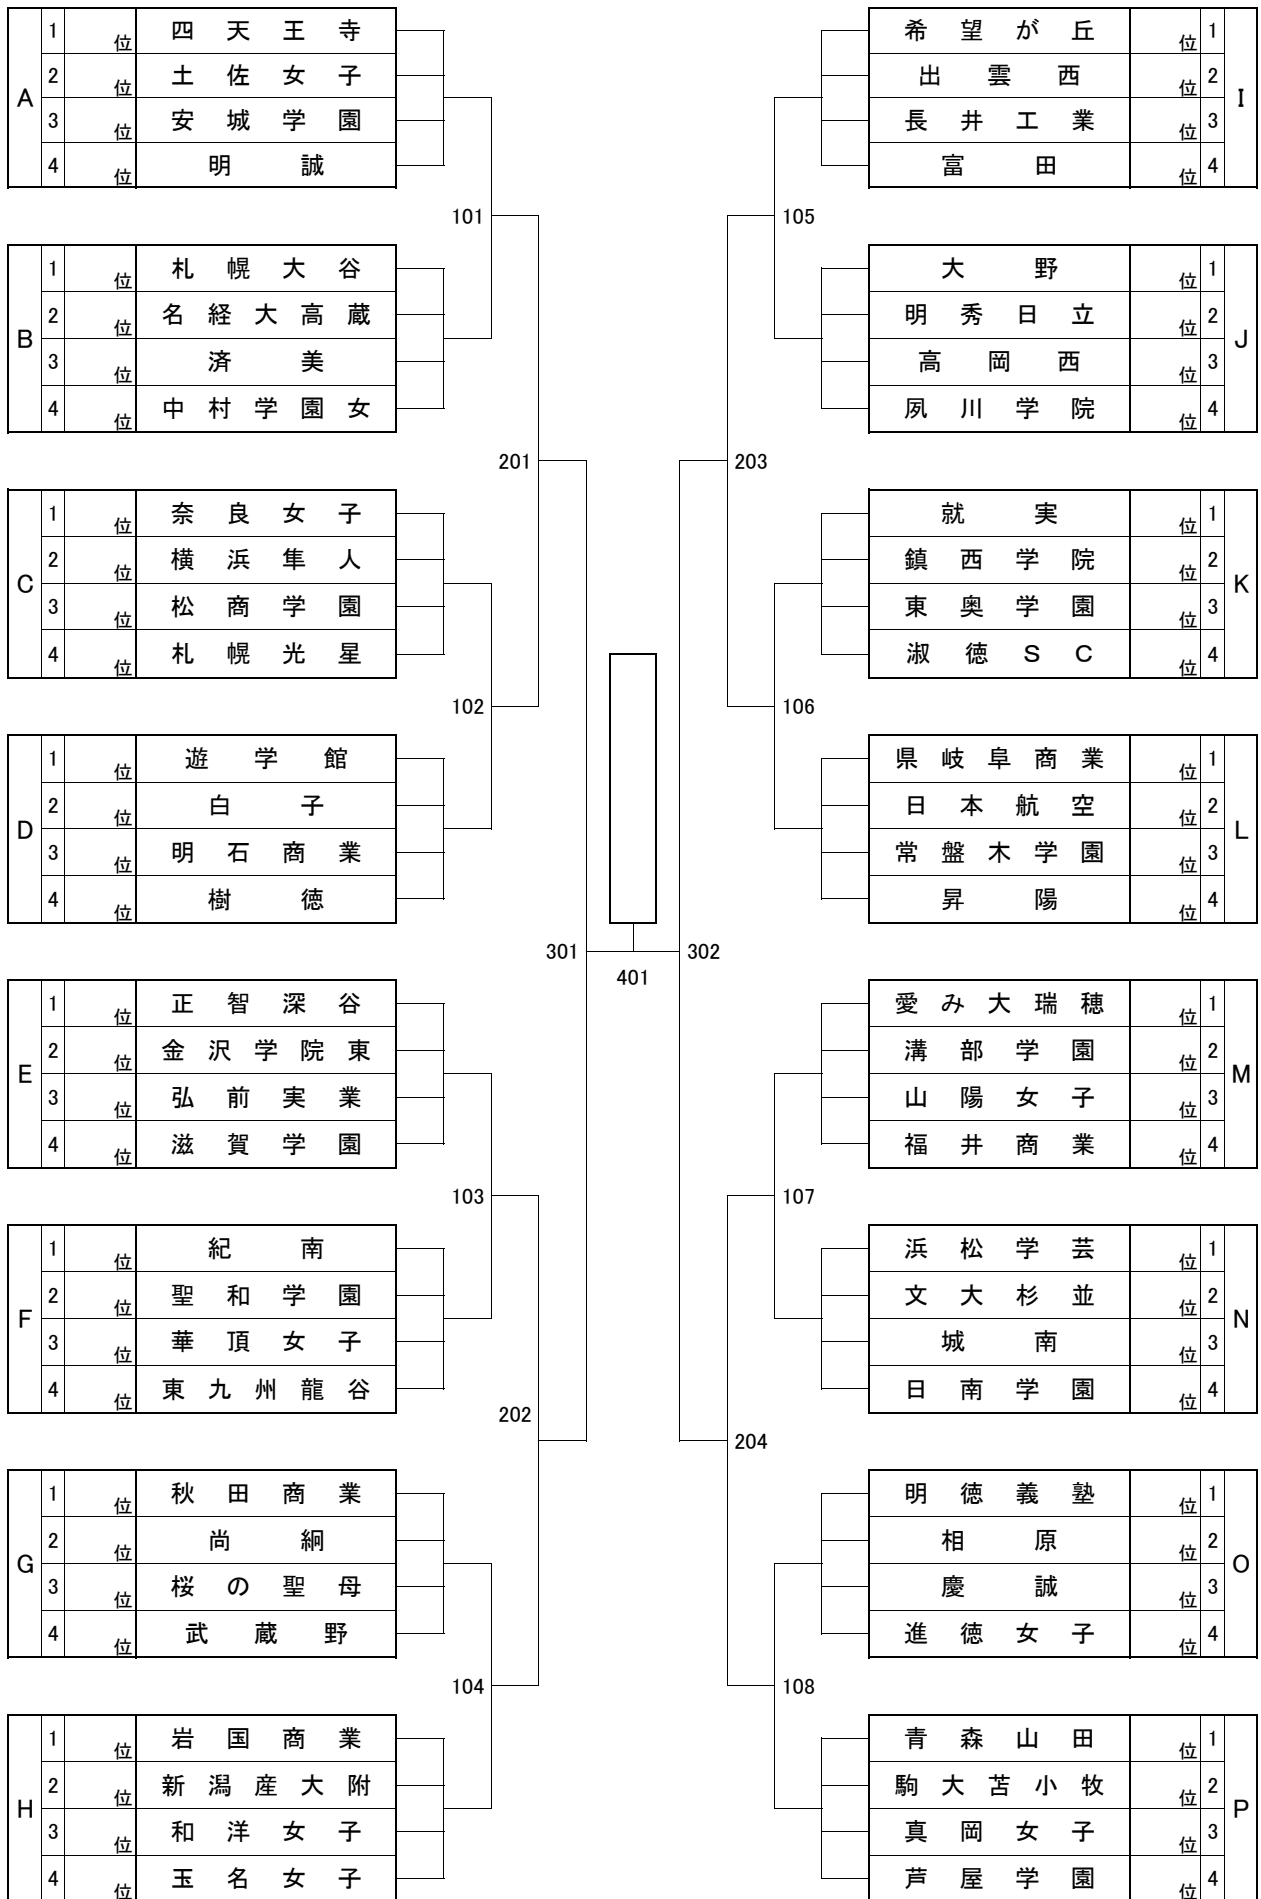 A
1 位 四天王寺
2 位 土佐女子
3 位 安城学園
4 位 明誠
101
B
1 位 札幌大谷
2 位 名経大高蔵
3 位 済美
4 位 中村学園女
201
C
1 位 奈良女子
2 位 横浜隼人
3 位 松商学園
4 位 札幌光星
102
D
1 位 遊学館
2 位 白子
3 位 明石商業
4 位 樹徳
301
E
1 位 正智深谷
2 位 金沢学院東
3 位 弘前実業
4 位 滋賀学園
103
F
1 位 紀南
2 位 聖和学園
3 位 華頂女子
4 位 東九州龍谷
202
G
1 位 秋田商業
2 位 尚絅
3 位 桜の聖母
4 位 武蔵野
104
H
1 位 岩国商業
2 位 新潟産大附
3 位 和洋女子
4 位 玉名女子
401
希望が丘 位 1
出雲西 位 2
長井工業 位 3
富田 位 4
I
105
大野 位 1
明秀日立 位 2
高岡西 位 3
夙川学院 位 4
J
203
就実 位 1
鎮西学院 位 2
東奥学園 位 3
淑徳SC 位 4
K
106
県岐阜商業 位 1
日本航空 位 2
常盤木学園 位 3
昇陽 位 4
L
302
愛み大瑞穂 位 1
溝部学園 位 2
山陽女子 位 3
福井商業 位 4
M
107
浜松学芸 位 1
文大杉並 位 2
城南 位 3
日南学園 位 4
N
204
明徳義塾 位 1
相原 位 2
慶誠 位 3
進徳女子 位 4
O
108
青森山田 位 1
駒大苫小牧 位 2
真岡女子 位 3
芦屋学園 位 4
P